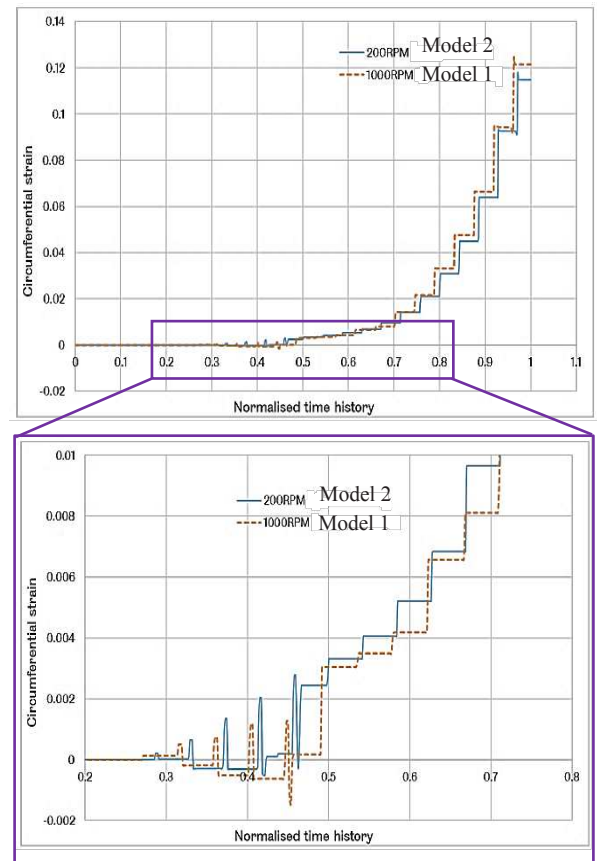 0.14
0.12
0.1
0.08
0.06
0.04
0.02
0
-0.02
Circumferential strain
200RPM Model 2
1000RPM Model 1
0 0.1 0.2 0.3 0.4 0.5 0.6 0.7 0.8 0.9 1 1.1
Normalised time history
0.01
0.008
0.006
0.004
0.002
0
-0.002
Circumferential strain
200RPM Model 2
1000RPM Model 1
0.2 0.3 0.4 0.5 0.6 0.7 0.8
Normalised time history